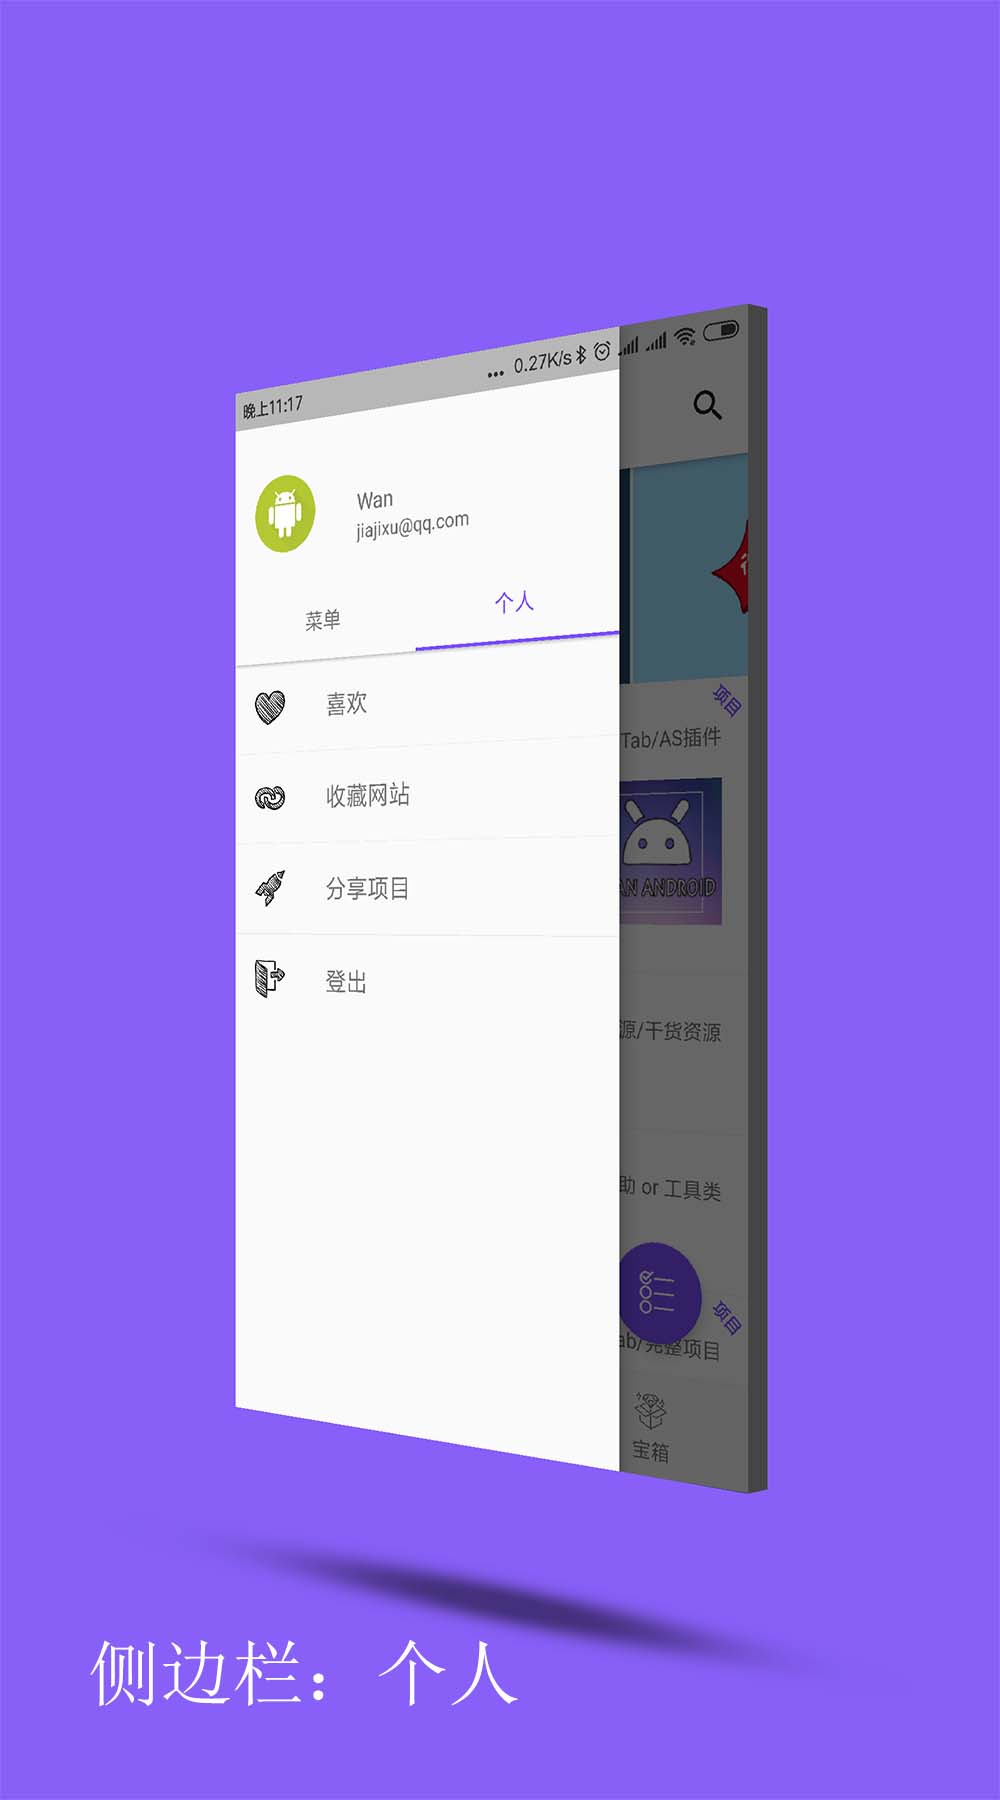 晚上11:17 ... 0.27K/s
Wan
jiajixu@qq.com
菜单 个人
喜欢
收藏网站
分享项目
登出
项目
Tab/AS插件
AN ANDROID
源/干货资源
助 or 工具类
项目
ab/完整项目
宝箱
侧边栏：个人